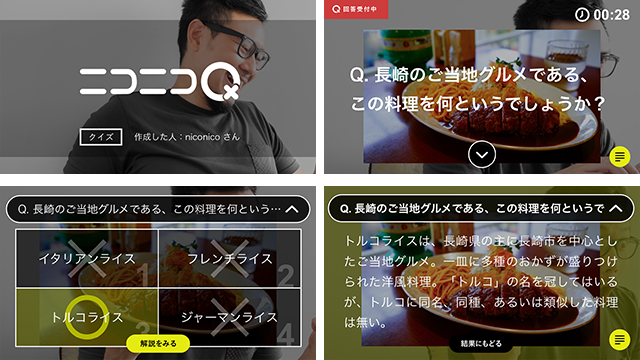 ニコニコQx
クイズ
作成した人：niconico さん
Q 回答受付中
00:28
Q. 長崎のご当地グルメである、
この料理を何というでしょうか？
Q. 長崎のご当地グルメである、この料理を何という…
イタリアンライス
1
フレンチライス
2
トルコライス
ジャーマンライス
4
解説をみる
Q. 長崎のご当地グルメである、この料理を何というで
トルコライスは、長崎県の主に長崎市を中心とし
たご当地グルメ。一皿に多種のおかずが盛りつけ
られた洋風料理。「トルコ」の名を冠してはいる
が、トルコに同名、同種、あるいは類似した料理
は無い。
結果にもどる